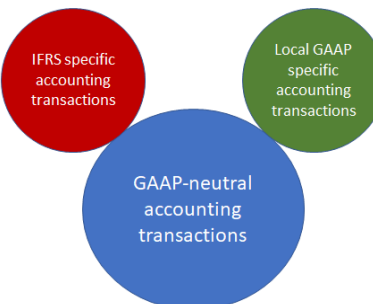 IFRS specific
accounting
transactions
Local GAAP
specific
accounting
transactions
GAAP-neutral
accounting
transactions